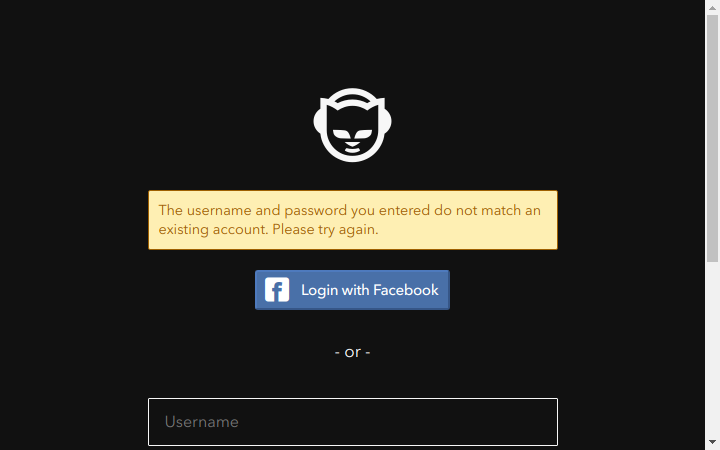 The username and password you entered do not match an
existing account. Please try again.
Login with Facebook
- or -
Username